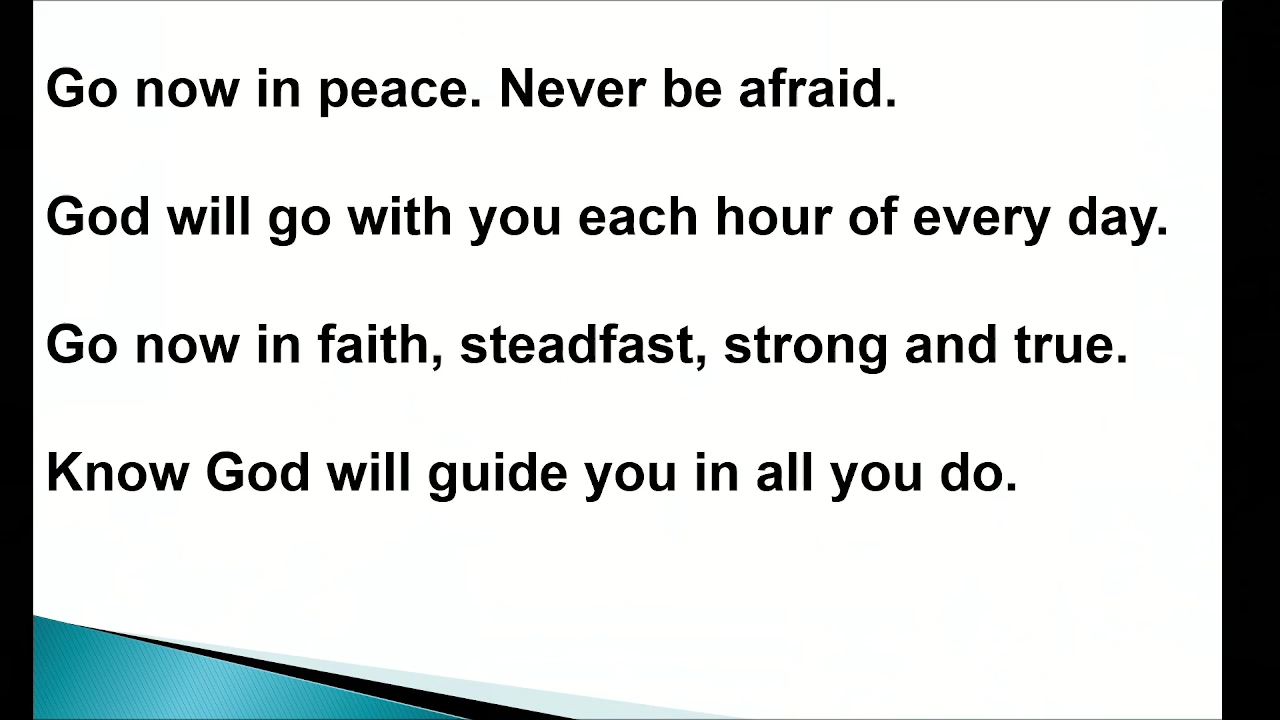 Go now in peace. Never be afraid.
God will go with you each hour of every day.
Go now in faith, steadfast, strong and true.
Know God will guide you in all you do.